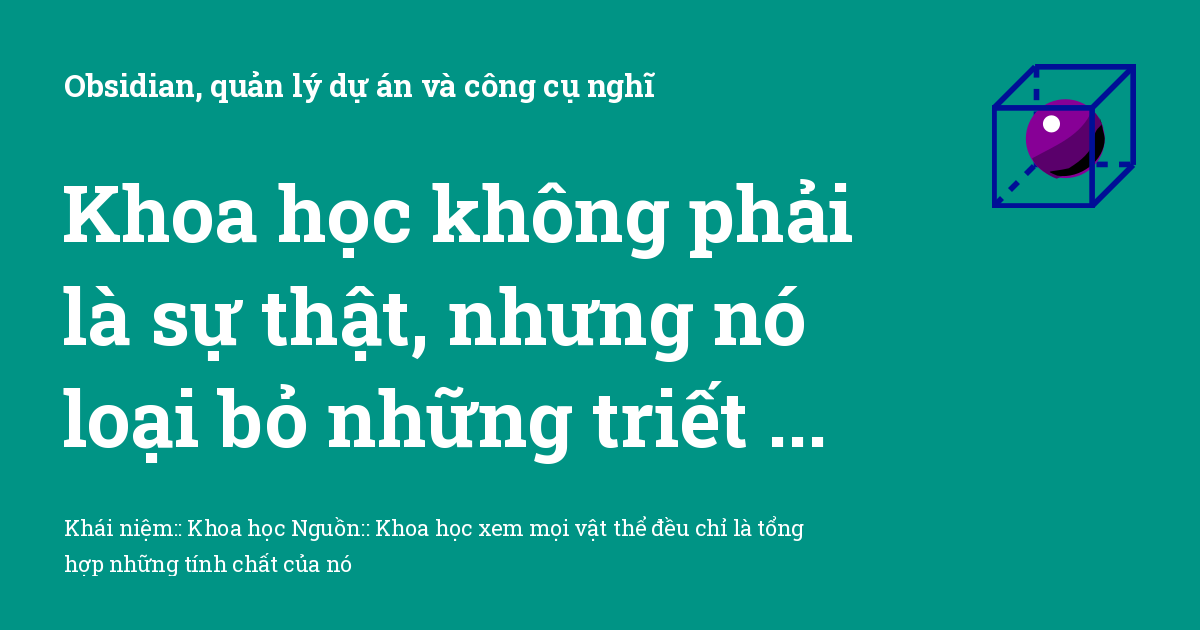 Obsidian, quản lý dự án và công cụ nghĩ
Khoa học không phải
là sự thật, nhưng nó
loại bỏ những triết ...
Khái niệm:: Khoa học Nguồn:: Khoa học xem mọi vật thể đều chỉ là tổng
hợp những tính chất của nó